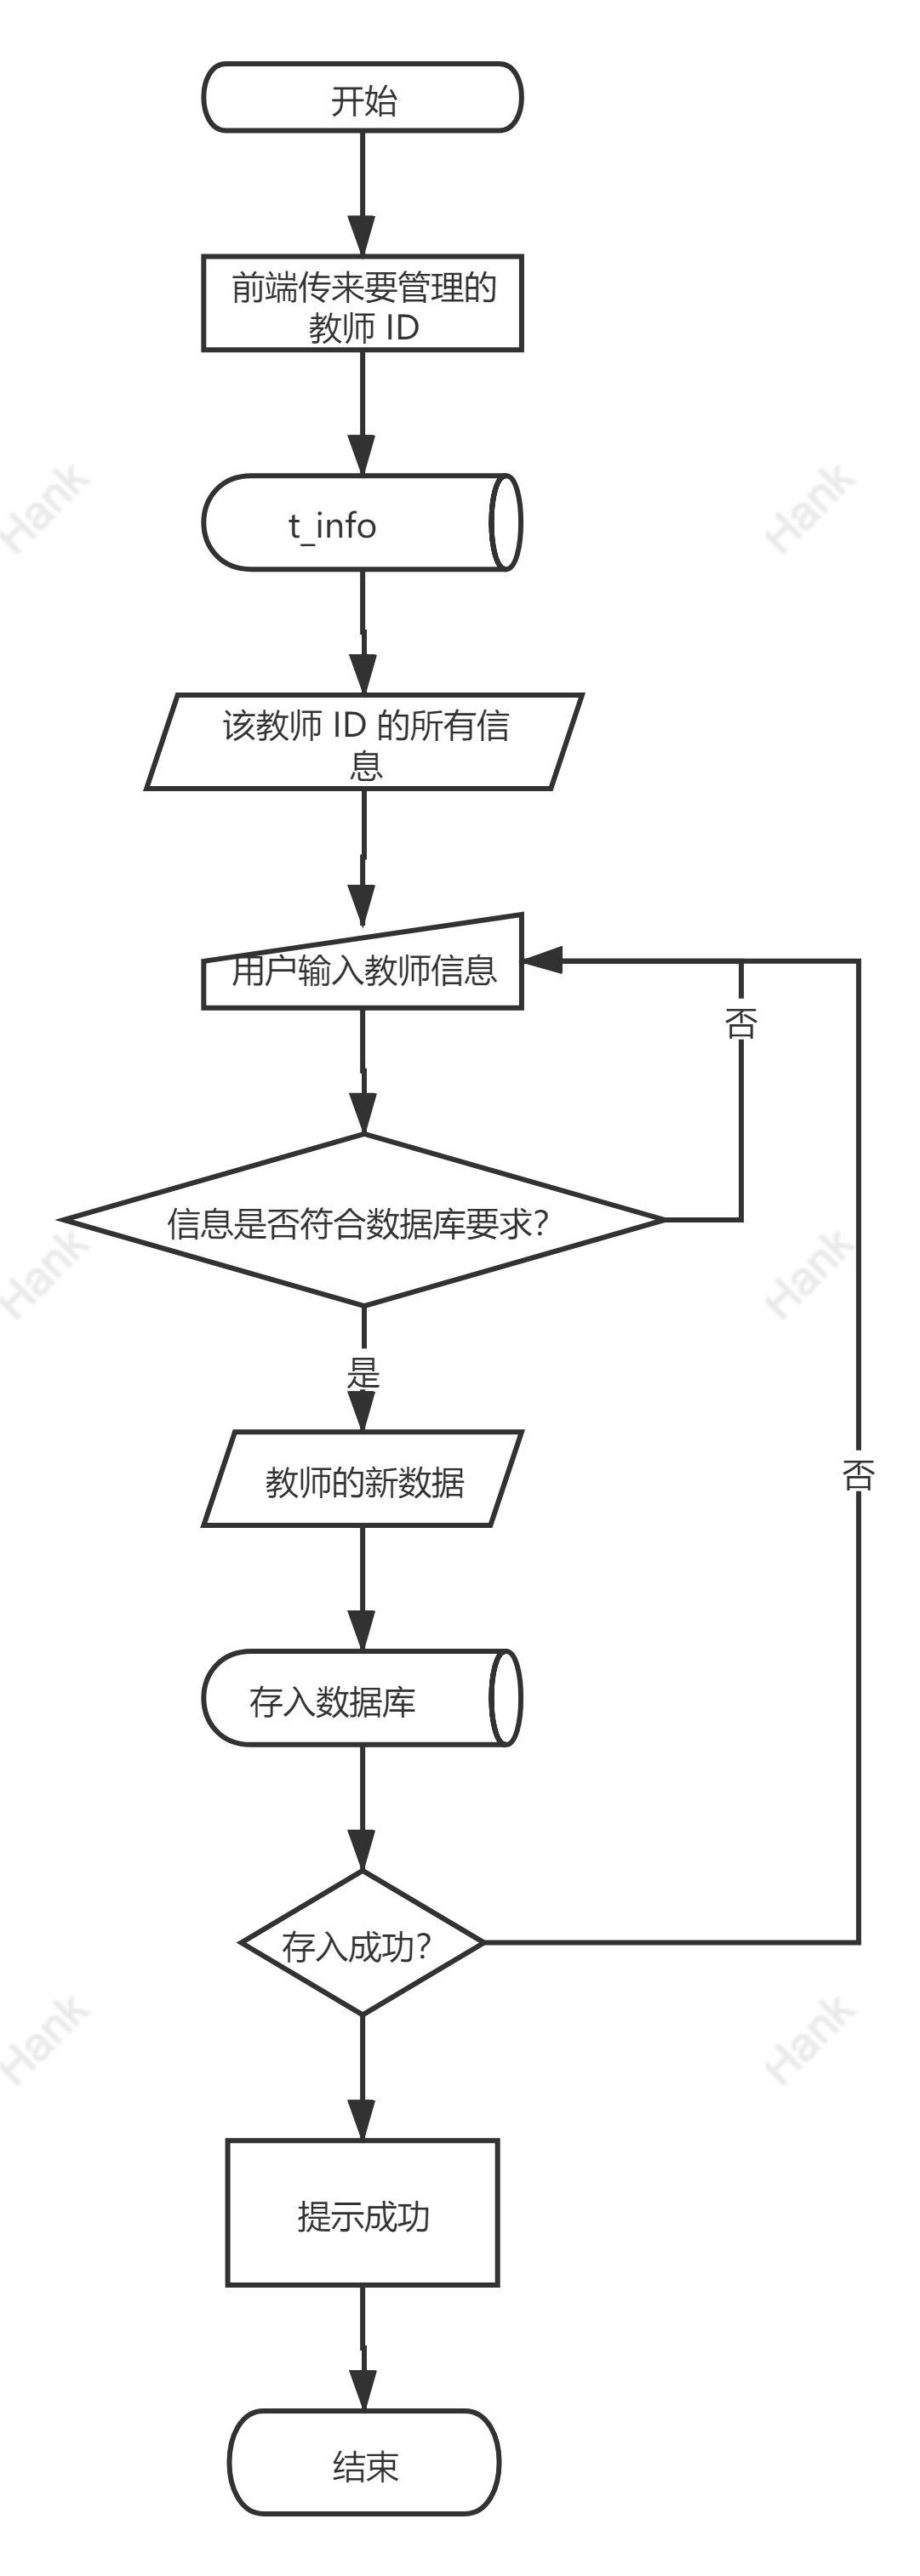 开始
前端传来要管理的
教师 ID
Hank
Hank
t_info
该教师 ID 的所有信
息
用户输入教师信息
否
信息是否符合数据库要求？
Hank
Hank
是
教师的新数据
否
存入数据库
存入成功？
Hank
Hank
提示成功
结束